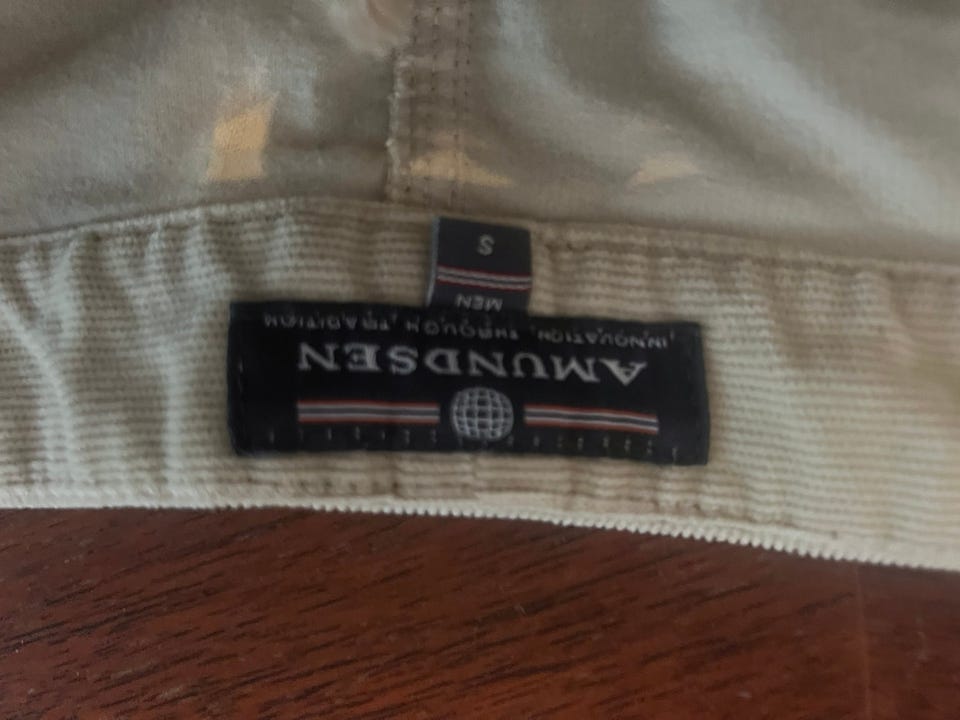 AMUNDSEN
INNOVATION THROUGH TRADITION
MEN
S